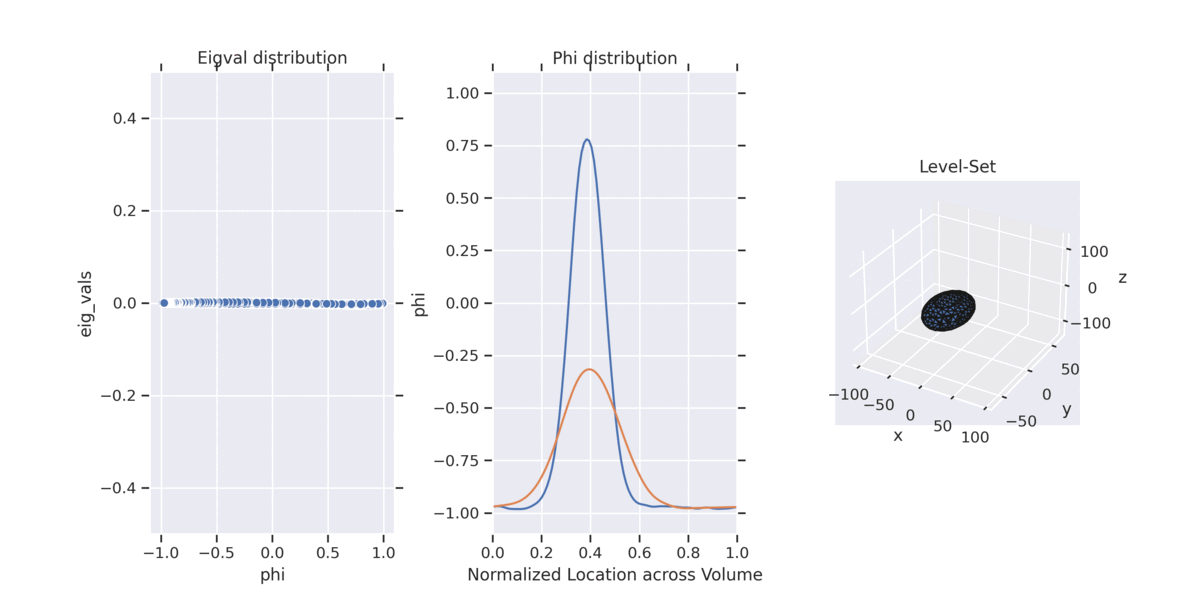 Eigval distribution
0.4
0.2
0.0
−0.2
−0.4
eig_vals
−1.0 −0.5 0.0 0.5 1.0
phi
Phi distribution
1.00
0.75
0.50
0.25
0.00
−0.25
−0.50
−0.75
−1.00
phi
0.0 0.2 0.4 0.6 0.8 1.0
Normalized Location across Volume
Level-Set
100
0
−100
z
50
0
−50
y
−100
−50
0
50
100
x